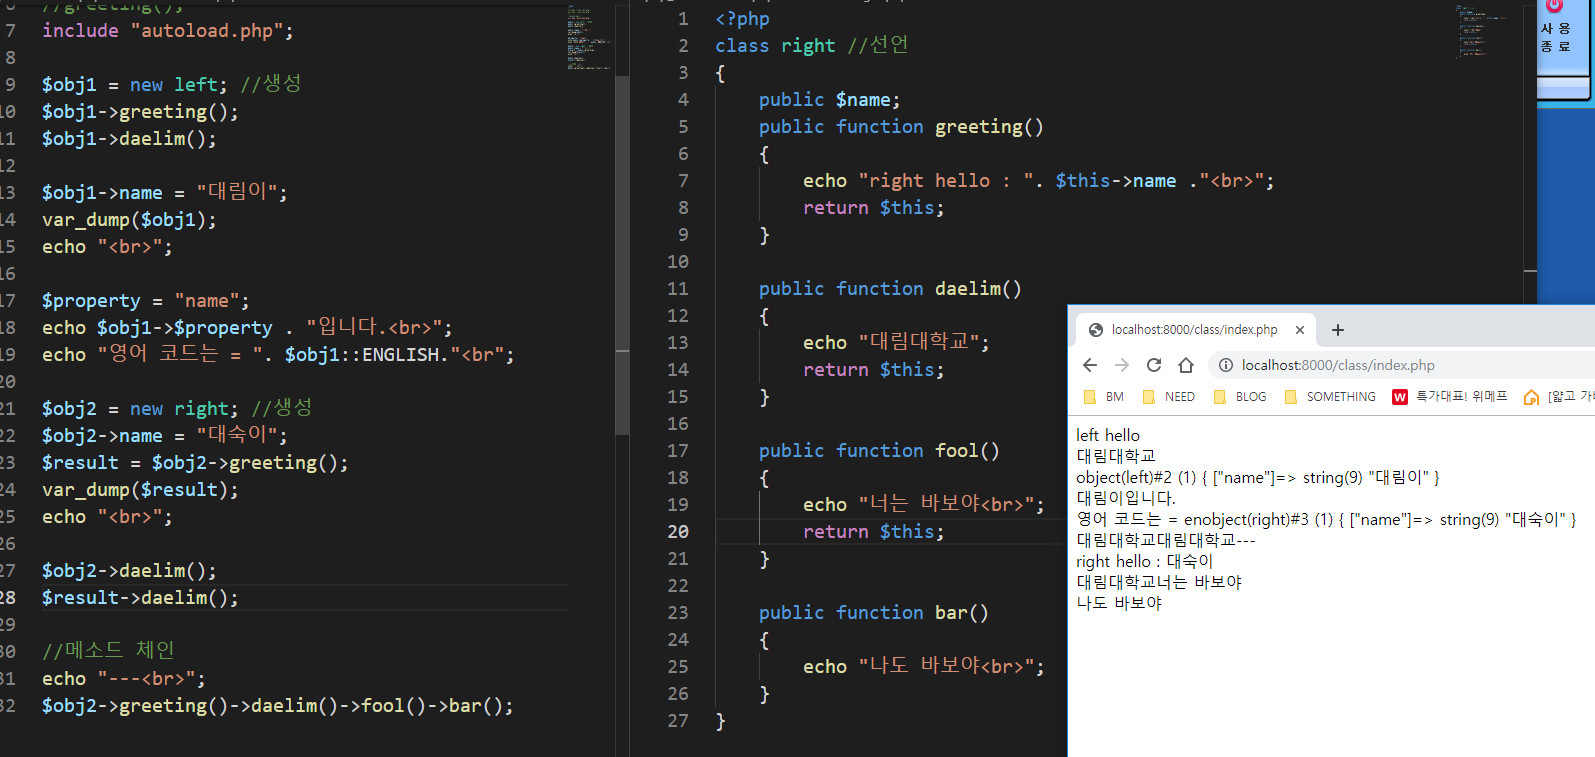 //greeting();
7 include "autoload.php";
8
9 $obj1 = new left; //생성
10 $obj1->greeting();
11 $obj1->daelim();
12
13 $obj1->name = "대림이";
14 var_dump($obj1);
15 echo "<br>";
16
17 $property = "name";
18 echo $obj1->$property . "입니다.<br>";
19 echo "영어 코드는 = ". $obj1::ENGLISH."<br";
20
21 $obj2 = new right; //생성
22 $obj2->name = "대숙이";
23 $result = $obj2->greeting();
24 var_dump($result);
25 echo "<br>";
26
27 $obj2->daelim();
28 $result->daelim();
29
30 //메소드 체인
31 echo "---<br>";
32 $obj2->greeting()->daelim()->fool()->bar();
1 <?php
2 class right //선언
3 {
4 public $name;
5 public function greeting()
6 {
7 echo "right hello : ". $this->name ."<br>";
8 return $this;
9 }
10
11 public function daelim()
12 {
13 echo "대림대학교";
14 return $this;
15 }
16
17 public function fool()
18 {
19 echo "너는 바보야<br>";
20 return $this;
21 }
22
23 public function bar()
24 {
25 echo "나도 바보야<br>";
26 }
27 }
사 용
종 료
localhost:8000/class/index.php
localhost:8000/class/index.php
BM NEED BLOG SOMETHING W 특가대표! 위메프 [얇고
left hello
대림대학교
object(left)#2 (1) { ["name"]=> string(9) "대림이" }
대림이입니다.
영어 코드는 = enobject(right)#3 (1) { ["name"]=> string(9) "대숙이" }
대림대학교대림대학교---
right hello : 대숙이
대림대학교너는 바보야
나도 바보야